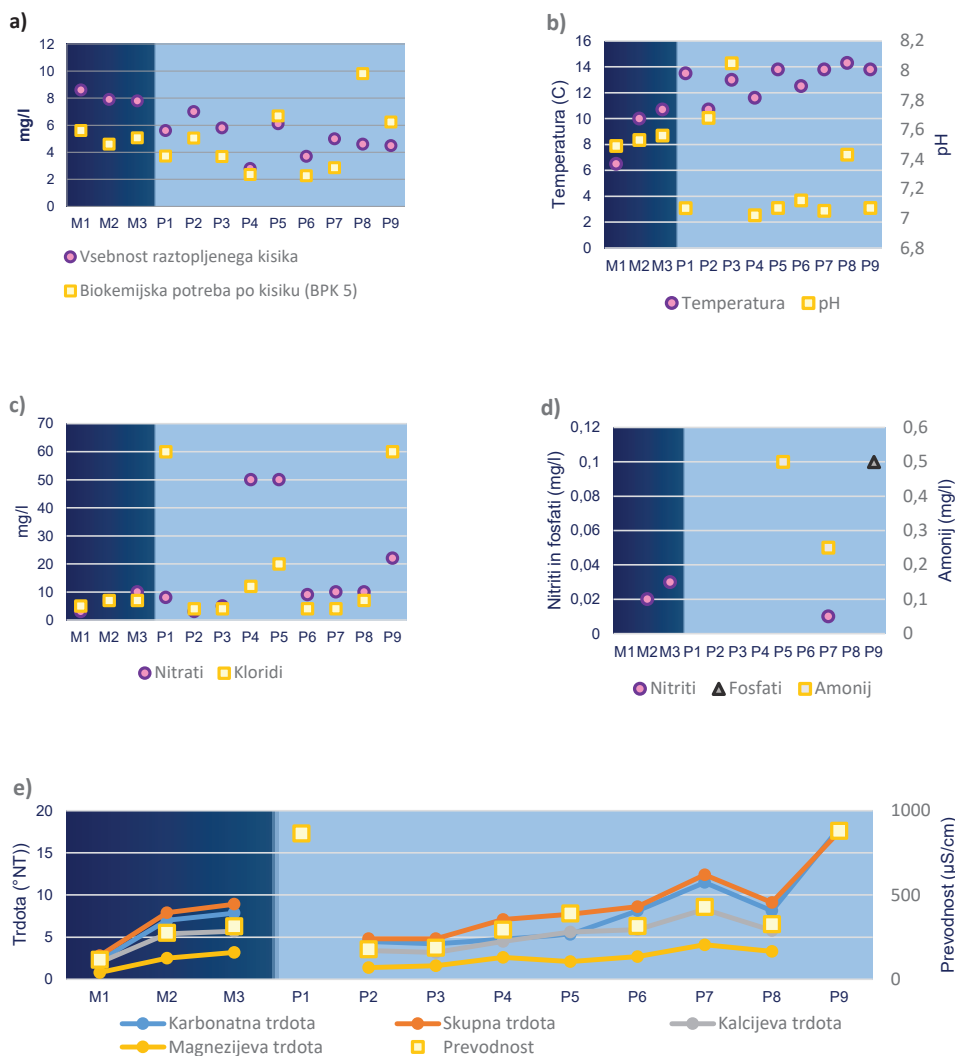 a)
12
10
8
6
4
2
0
mg/l
M1 M2 M3 P1 P2 P3 P4 P5 P6 P7 P8 P9
Vsebnost raztopljenega kisika
Biokemijska potreba po kisiku (BPK 5)
b)
16
14
12
10
8
6
4
2
0
Temperatura (C)
8,2
8
7,8
7,6
7,4
7,2
7
6,8
pH
M1 M2 M3 P1 P2 P3 P4 P5 P6 P7 P8 P9
Temperatura pH
c)
70
60
50
40
30
20
10
0
mg/l
M1 M2 M3 P1 P2 P3 P4 P5 P6 P7 P8 P9
Nitrati Kloridi
d)
0,12
0,1
0,08
0,06
0,04
0,02
0
Nitriti in fosfati (mg/l)
0,6
0,5
0,4
0,3
0,2
0,1
0
Amonij (mg/l)
M1 M2 M3 P1 P2 P3 P4 P5 P6 P7 P8 P9
Nitriti Fosfati Amonij
e)
20
15
10
5
0
Trdota (°NT))
1000
500
0
Prevodnost (µS/cm)
M1 M2 M3 P1 P2 P3 P4 P5 P6 P7 P8 P9
Karbonatna trdota Skupna trdota Kalcijeva trdota
Magnezijeva trdota Prevodnost